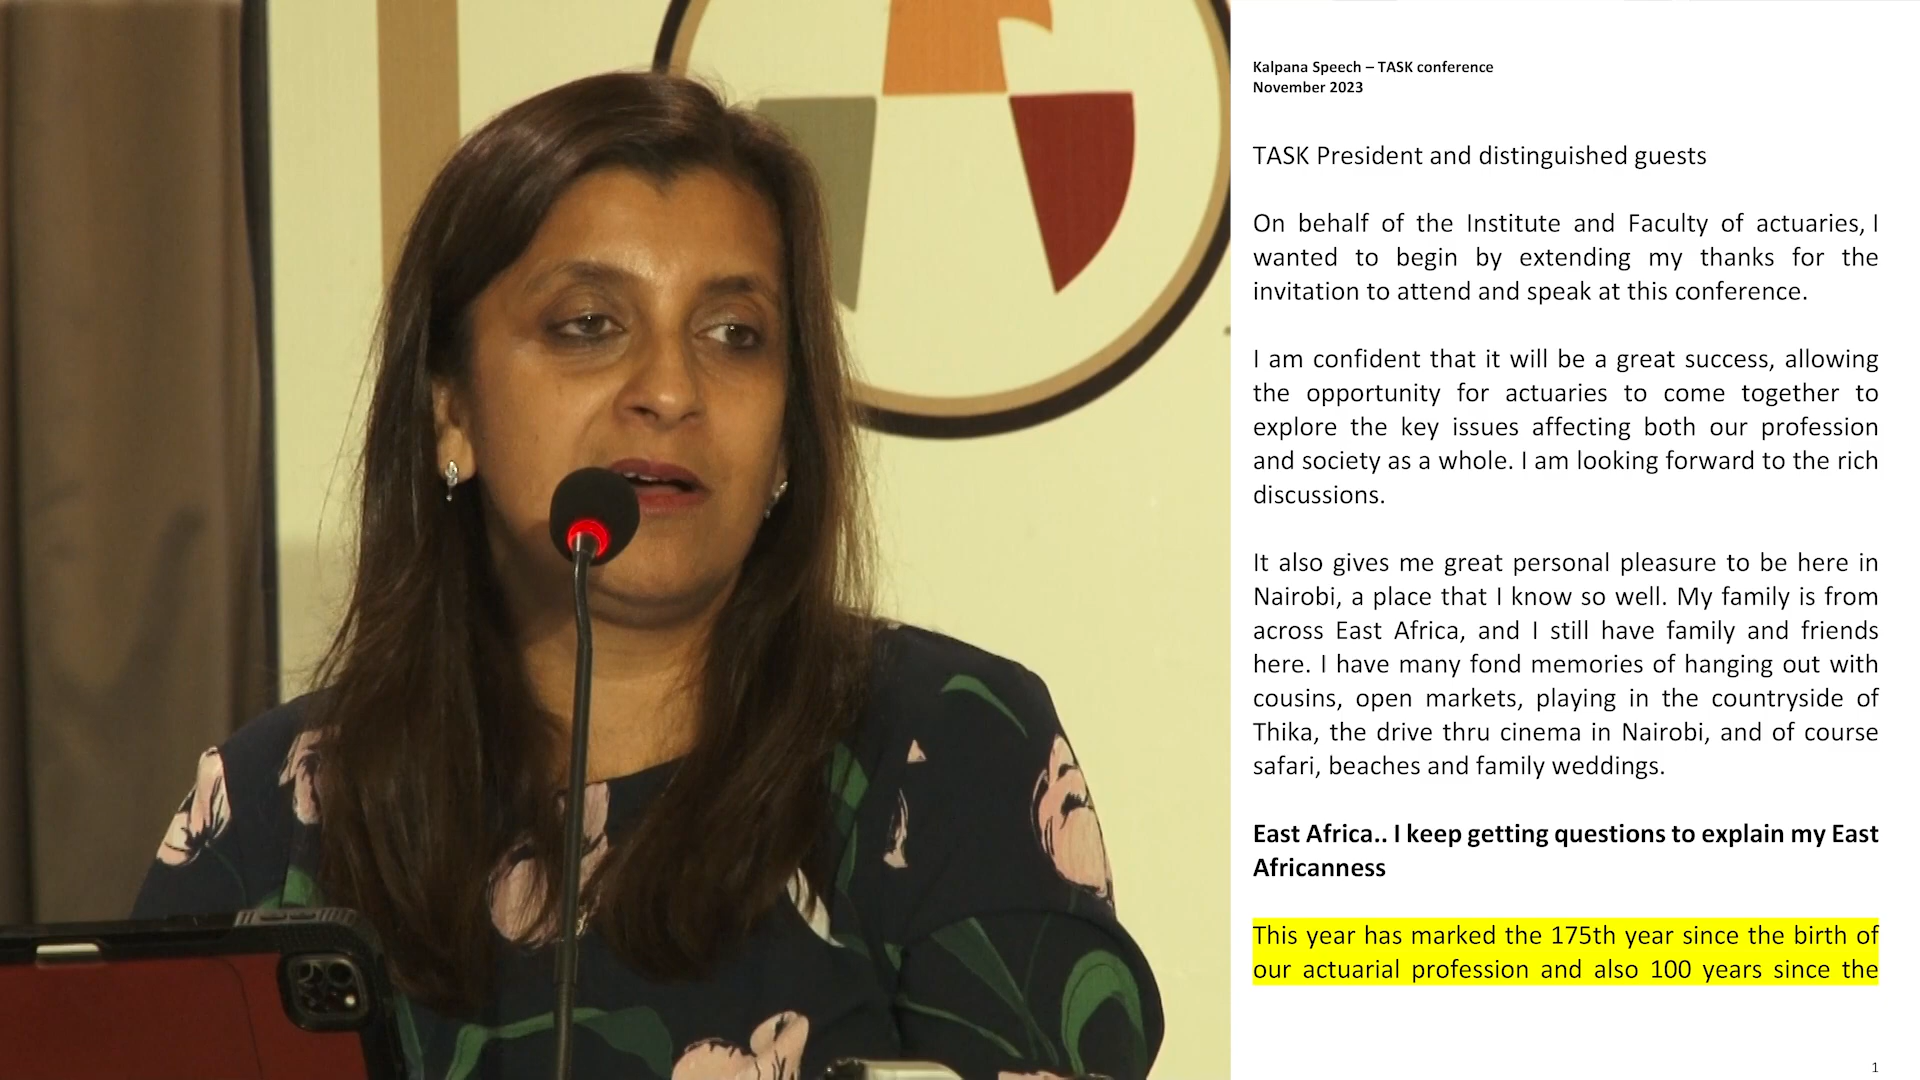 Kalpana Speech – TASK conference
November 2023
TASK President and distinguished guests
On behalf of the Institute and Faculty of actuaries, I
wanted to begin by extending my thanks for the
invitation to attend and speak at this conference.
I am confident that it will be a great success, allowing
the opportunity for actuaries to come together to
explore the key issues affecting both our profession
and society as a whole. I am looking forward to the rich
discussions.
It also gives me great personal pleasure to be here in
Nairobi, a place that I know so well. My family is from
across East Africa, and I still have family and friends
here. I have many fond memories of hanging out with
cousins, open markets, playing in the countryside of
Thika, the drive thru cinema in Nairobi, and of course
safari, beaches and family weddings.
East Africa.. I keep getting questions to explain my East
Africanness
This year has marked the 175th year since the birth of
our actuarial profession and also 100 years since the
1